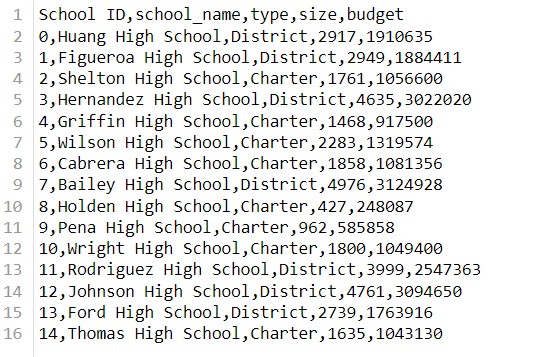 1 School ID,school_name,type,size,budget
2 0,Huang High School,District,2917,1910635
3 1,Figueroa High School,District,2949,1884411
4 2,Shelton High School,Charter,1761,1056600
5 3,Hernandez High School,District,4635,3022020
6 4,Griffin High School,Charter,1468,917500
7 5,Wilson High School,Charter,2283,1319574
8 6,Cabrera High School,Charter,1858,1081356
9 7,Bailey High School,District,4976,3124928
10 8,Holden High School,Charter,427,248087
11 9,Pena High School,Charter,962,585858
12 10,Wright High School,Charter,1800,1049400
13 11,Rodriguez High School,District,3999,2547363
14 12,Johnson High School,District,4761,3094650
15 13,Ford High School,District,2739,1763916
16 14,Thomas High School,Charter,1635,1043130